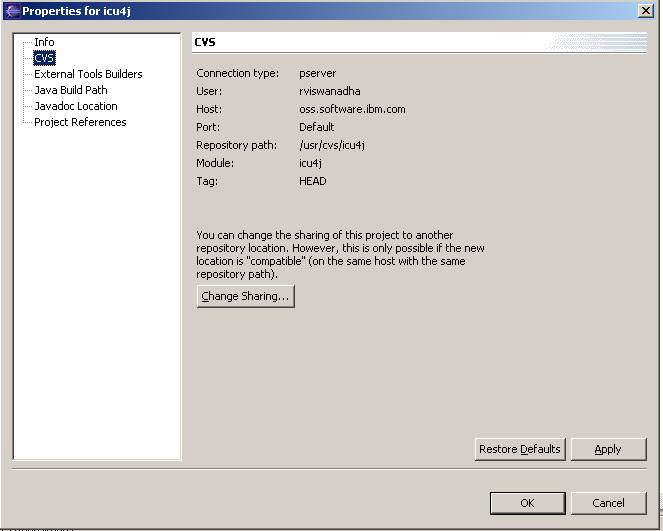 Properties for icu4j
Info
CVS
External Tools Builders
Java Build Path
Javadoc Location
Project References
CVS
Connection type: pserver
User: rviswanadha
Host: oss.software.ibm.com
Port: Default
Repository path: /usr/cvs/icu4j
Module: icu4j
Tag: HEAD
You can change the sharing of this project to another
repository location. However, this is only possible if the new
location is "compatible" (on the same host with the same
repository path).
Change Sharing...
Restore Defaults Apply
OK Cancel